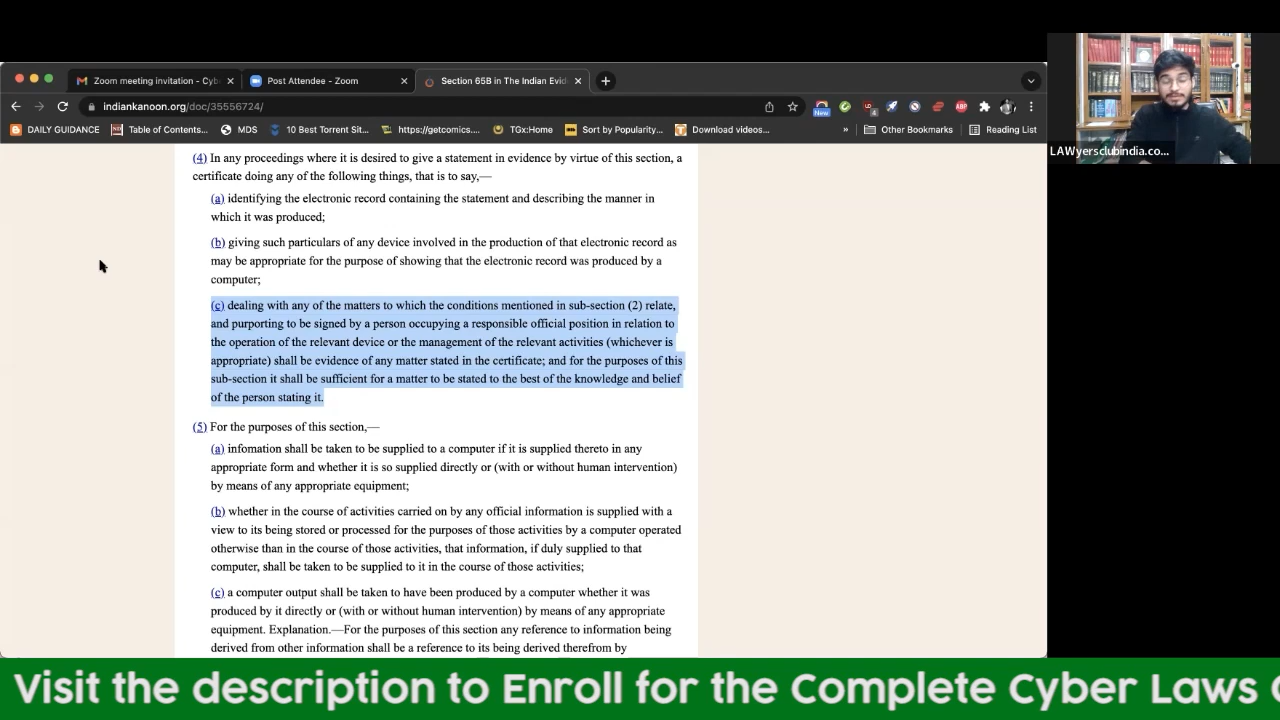 Zoom meeting invitation - Cyb
Post Attendee - Zoom
Section 65B in The Indian Evid
indiankanoon.org/doc/35556724/
New
4
ABP
DAILY GUIDANCE
Table of Contents...
MDS
10 Best Torrent Sit...
https://getcomics....
TGx:Home
Sort by Popularity...
Download videos...
»
Other Bookmarks
Reading List
LAWyersclubindia.co...
(4) In any proceedings where it is desired to give a statement in evidence by virtue of this section, a
certificate doing any of the following things, that is to say,—
(a) identifying the electronic record containing the statement and describing the manner in
which it was produced;
(b) giving such particulars of any device involved in the production of that electronic record as
may be appropriate for the purpose of showing that the electronic record was produced by a
computer;
(c) dealing with any of the matters to which the conditions mentioned in sub-section (2) relate,
and purporting to be signed by a person occupying a responsible official position in relation to
the operation of the relevant device or the management of the relevant activities (whichever is
appropriate) shall be evidence of any matter stated in the certificate; and for the purposes of this
sub-section it shall be sufficient for a matter to be stated to the best of the knowledge and belief
of the person stating it.
(5) For the purposes of this section,—
(a) infomation shall be taken to be supplied to a computer if it is supplied thereto in any
appropriate form and whether it is so supplied directly or (with or without human intervention)
by means of any appropriate equipment;
(b) whether in the course of activities carried on by any official information is supplied with a
view to its being stored or processed for the purposes of those activities by a computer operated
otherwise than in the course of those activities, that information, if duly supplied to that
computer, shall be taken to be supplied to it in the course of those activities;
(c) a computer output shall be taken to have been produced by a computer whether it was
produced by it directly or (with or without human intervention) by means of any appropriate
equipment. Explanation.—For the purposes of this section any reference to information being
derived from other information shall be a reference to its being derived therefrom by
Visit the description to Enroll for the Complete Cyber Laws